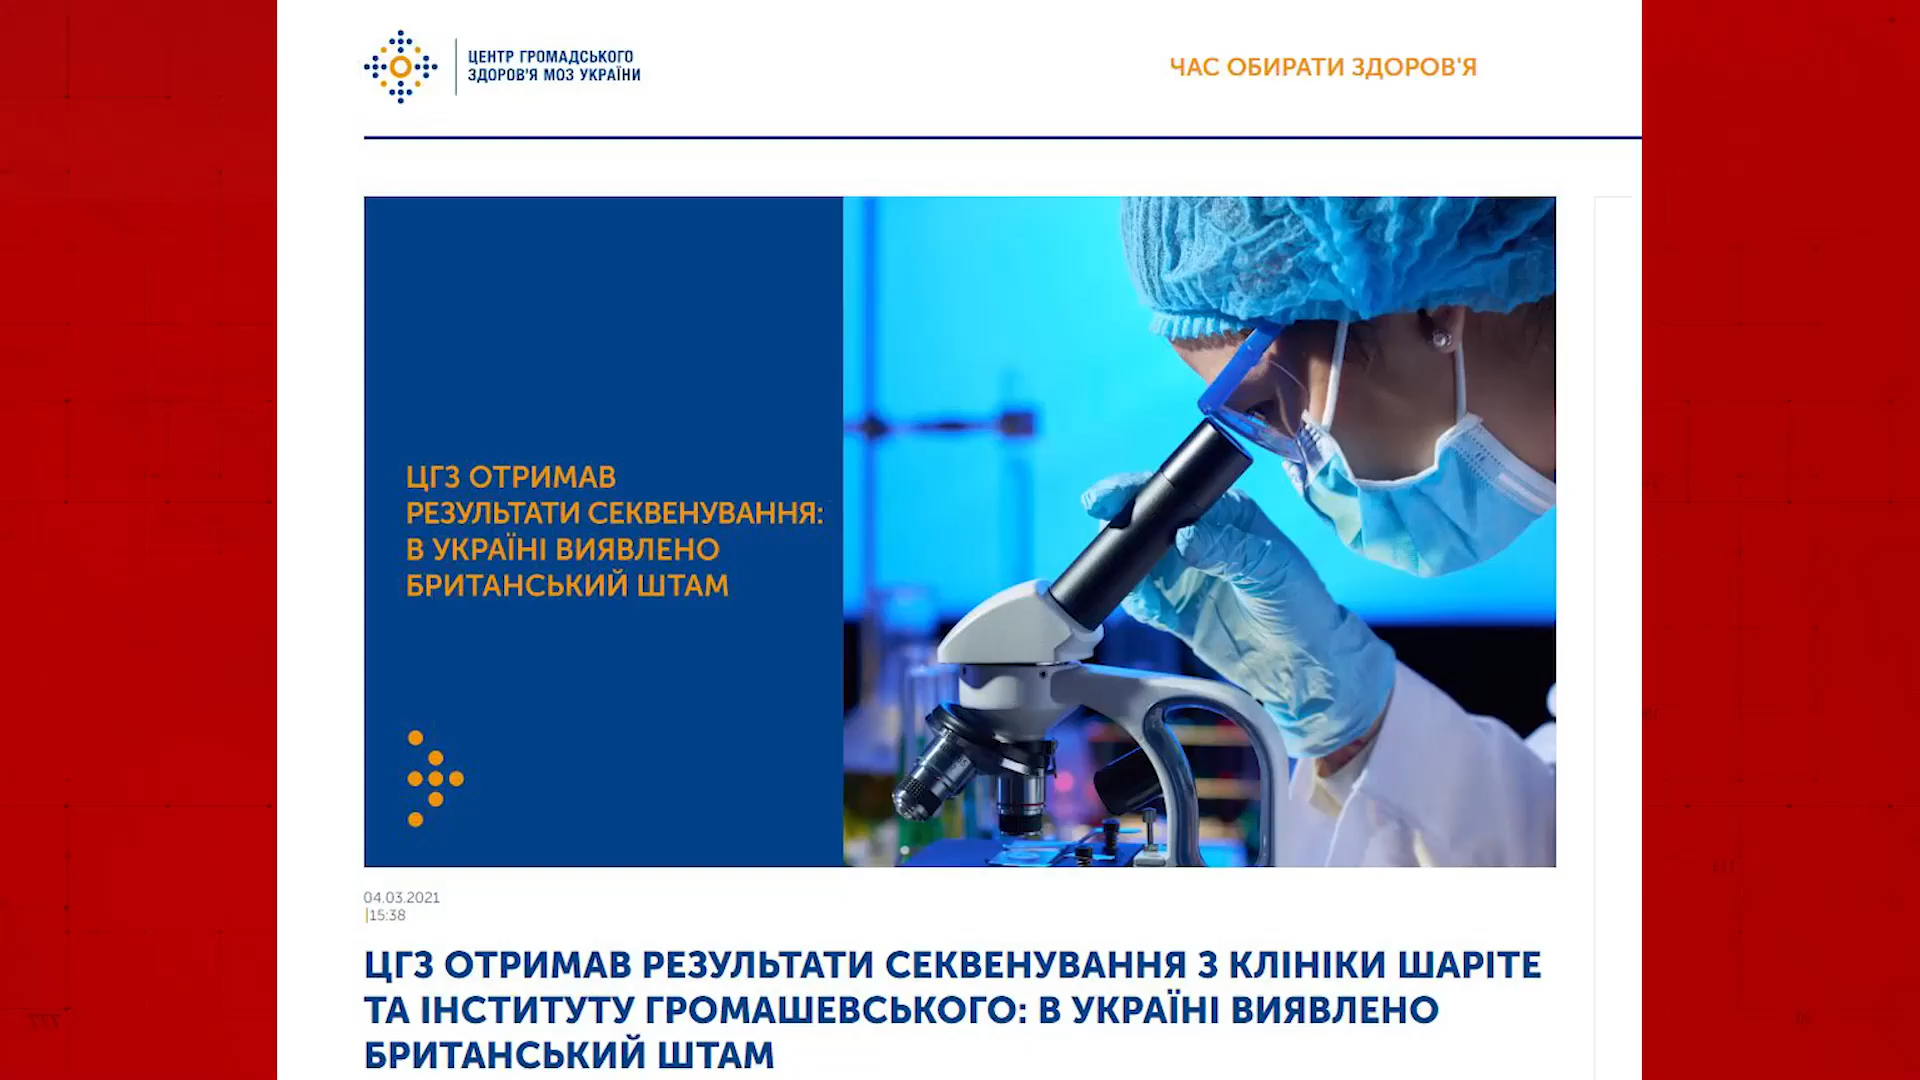 ЦЕНТР ГРОМАДСЬКОГО
ЗДОРОВ'Я МОЗ УКРАЇНИ
ЧАС ОБИРАТИ ЗДОРОВ'Я
ЦГЗ ОТРИМАВ
РЕЗУЛЬТАТИ СЕКВЕНУВАННЯ:
В УКРАЇНІ ВИЯВЛЕНО
БРИТАНСЬКИЙ ШТАМ
04.03.2021
|15:38
ЦГЗ ОТРИМАВ РЕЗУЛЬТАТИ СЕКВЕНУВАННЯ З КЛІНІКИ ШАРІТЕ
ТА ІНСТИТУТУ ГРОМАШЕВСЬКОГО: В УКРАЇНІ ВИЯВЛЕНО
БРИТАНСЬКИЙ ШТАМ